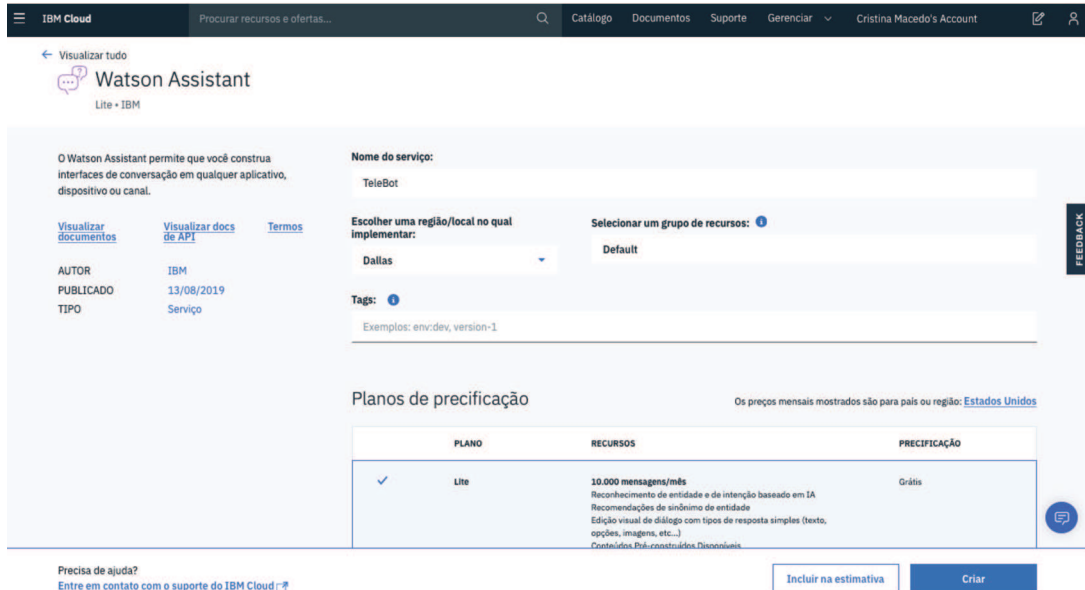 IBM Cloud
Procurar recursos e ofertas...
Catálogo
Documentos
Suporte
Gerenciar
Cristina Macedo's Account
← Visualizar tudo
Watson Assistant
Lite • IBM
O Watson Assistant permite que você construa
interfaces de conversação em qualquer aplicativo,
dispositivo ou canal.
Visualizar
documentos
Visualizar docs
de API
Termos
AUTOR IBM
PUBLICADO 13/08/2019
TIPO Serviço
Nome do serviço:
TeleBot
Escolher uma região/local no qual
implementar:
Dallas
Selecionar um grupo de recursos:
Default
Tags:
Exemplos: env:dev, version-1
Planos de precificação
Os preços mensais mostrados são para país ou região: Estados Unidos
PLANO RECURSOS PRECIFICAÇÃO
Lite
10.000 mensagens/mês
Reconhecimento de entidade e de intenção baseado em IA
Recomendações de sinônimo de entidade
Edição visual de diálogo com tipos de resposta simples (texto,
opções, imagens, etc...)
Conteúdos Pré-construídos Disponíveis
Grátis
FEEDBACK
Precisa de ajuda?
Entre em contato com o suporte do IBM Cloud
Incluir na estimativa
Criar